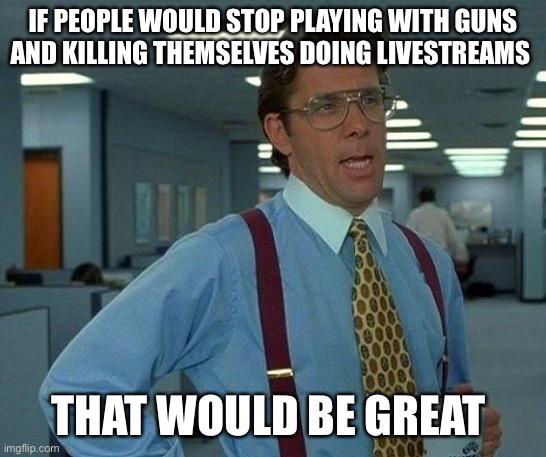 IF PEOPLE WOULD STOP PLAYING WITH GUNS
AND KILLING THEMSELVES DOING LIVESTREAMS
THAT WOULD BE GREAT
imgflip.com